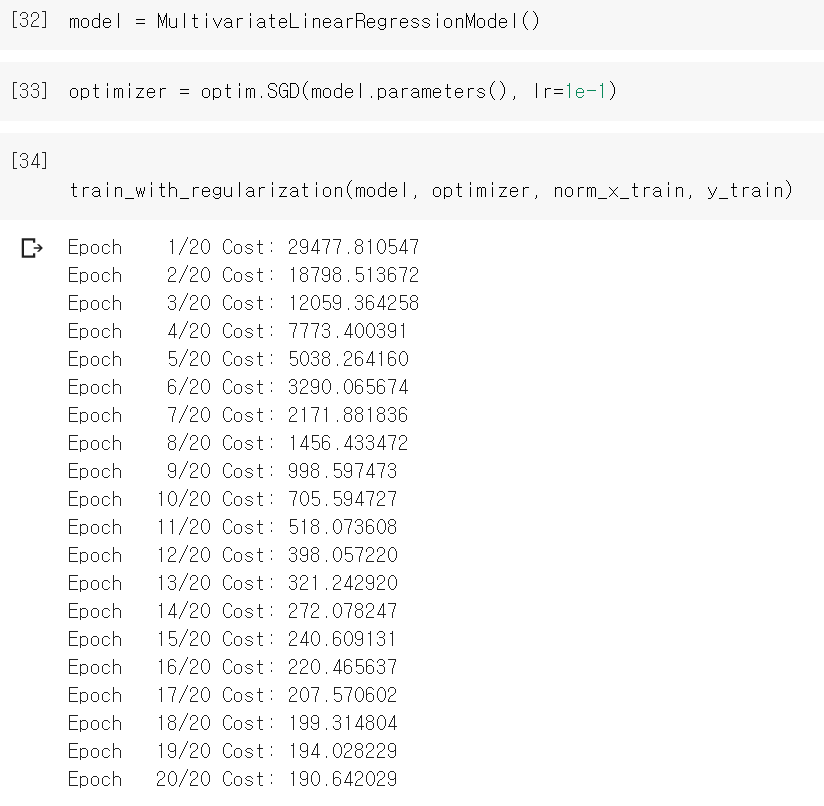 [32] model = MultivariateLinearRegressionModel()
[33] optimizer = optim.SGD(model.parameters(), lr=1e-1)
[34]
train_with_regularization(model, optimizer, norm_x_train, y_train)
Epoch    1/20 Cost: 29477.810547
Epoch    2/20 Cost: 18798.513672
Epoch    3/20 Cost: 12059.364258
Epoch    4/20 Cost: 7773.400391
Epoch    5/20 Cost: 5038.264160
Epoch    6/20 Cost: 3290.065674
Epoch    7/20 Cost: 2171.881836
Epoch    8/20 Cost: 1456.433472
Epoch    9/20 Cost: 998.597473
Epoch   10/20 Cost: 705.594727
Epoch   11/20 Cost: 518.073608
Epoch   12/20 Cost: 398.057220
Epoch   13/20 Cost: 321.242920
Epoch   14/20 Cost: 272.078247
Epoch   15/20 Cost: 240.609131
Epoch   16/20 Cost: 220.465637
Epoch   17/20 Cost: 207.570602
Epoch   18/20 Cost: 199.314804
Epoch   19/20 Cost: 194.028229
Epoch   20/20 Cost: 190.642029